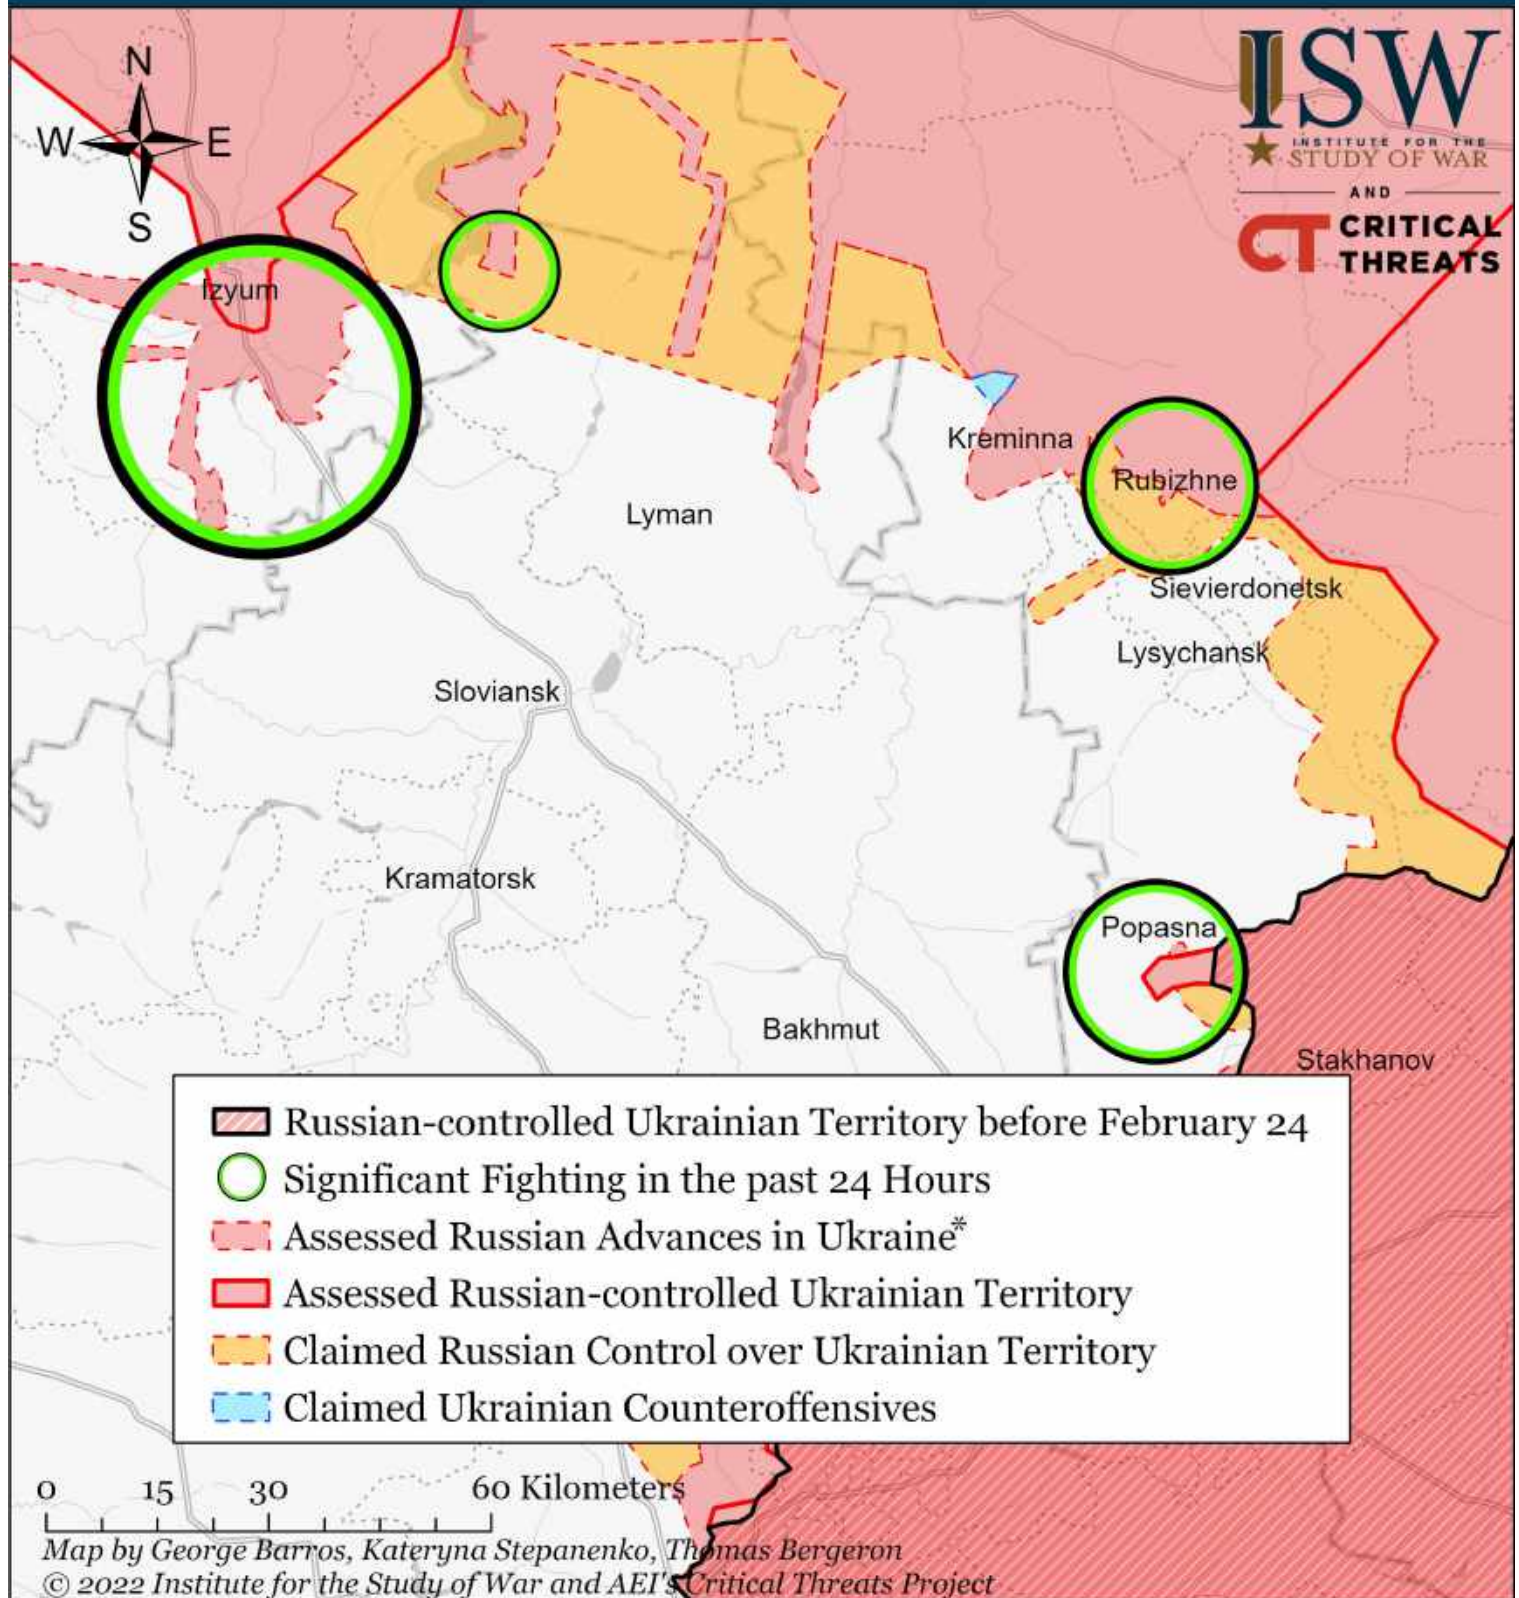 N
W E
S
ISW
INSTITUTE FOR THE
STUDY OF WAR
AND
CT CRITICAL
THREATS
Izyum
Kreminna
Rubizhne
Lyman
Sievierdonetsk
Lysychansk
Sloviansk
Kramatorsk
Popasna
Bakhmut
Stakhanov
Russian-controlled Ukrainian Territory before February 24
Significant Fighting in the past 24 Hours
Assessed Russian Advances in Ukraine*
Assessed Russian-controlled Ukrainian Territory
Claimed Russian Control over Ukrainian Territory
Claimed Ukrainian Counteroffensives
0 15 30 60 Kilometers
Map by George Barros, Kateryna Stepanenko, Thomas Bergeron
© 2022 Institute for the Study of War and AEI's Critical Threats Project